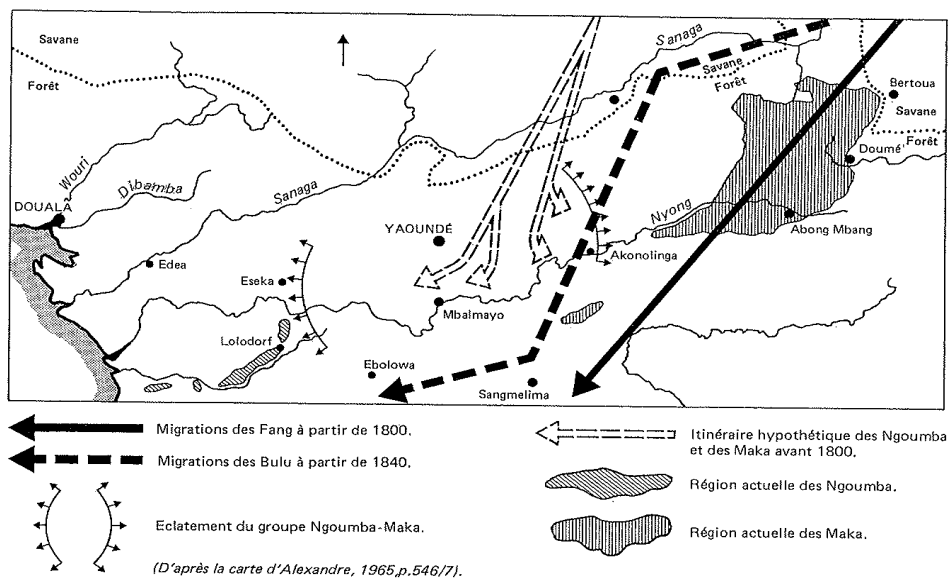 Savane
Forêt
Sanaga
Savane
Forêt
Bertoua
Savane
Forêt
Doumé
Wouri
Dibamba
Sanaga
DOUALA
YAOUNDÉ
Nyong
Abong Mbang
Edea
Eseka
Akonolinga
Mbalmayo
Lolodorf
Ebolowa
Sangmelima
Migrations des Fang à partir de 1800.
Migrations des Bulu à partir de 1840.
Eclatement du groupe Ngoumba-Maka.
(D'après la carte d'Alexandre, 1965,p.546/7).
Itinéraire hypothétique des Ngoumba
et des Maka avant 1800.
Région actuelle des Ngoumba.
Région actuelle des Maka.